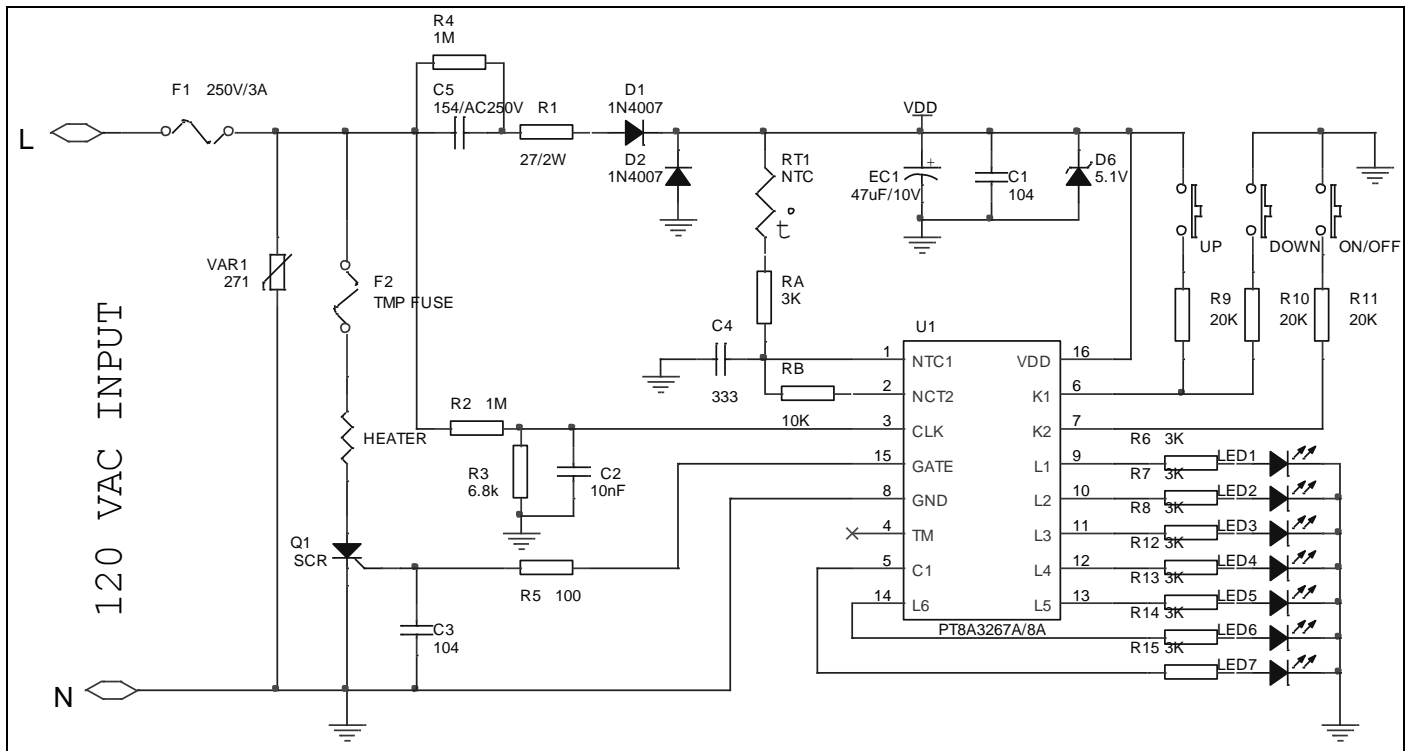 R4
1M
F1 250V/3A
C5
154/AC250V
R1
27/2W
D1
1N4007
D2
1N4007
L
RT1
NTC
t°
VDD
EC1
+
47uF/10V
C1
104
D6
5.1V
UP
DOWN
ON/OFF
VAR1
271
F2
TMP FUSE
RA
3K
R9
20K
R10
20K
R11
20K
120 VAC INPUT
C4
333
RB
10K
U1
1 NTC1
VDD 16
2 NCT2
K1 6
3 CLK
K2 7
15 GATE
L1 9
8 GND
L2 10
4 TM
L3 11
5 C1
L4 12
14 L6
L5 13
PT8A3267A/8A
HEATER
R2 1M
R3
6.8k
C2
10nF
Q1
SCR
R5 100
C3
104
R6 3K
LED1
R7 3K
LED2
R8 3K
LED3
R12 3K
LED4
R13 3K
LED5
R14 3K
LED6
R15 3K
LED7
N